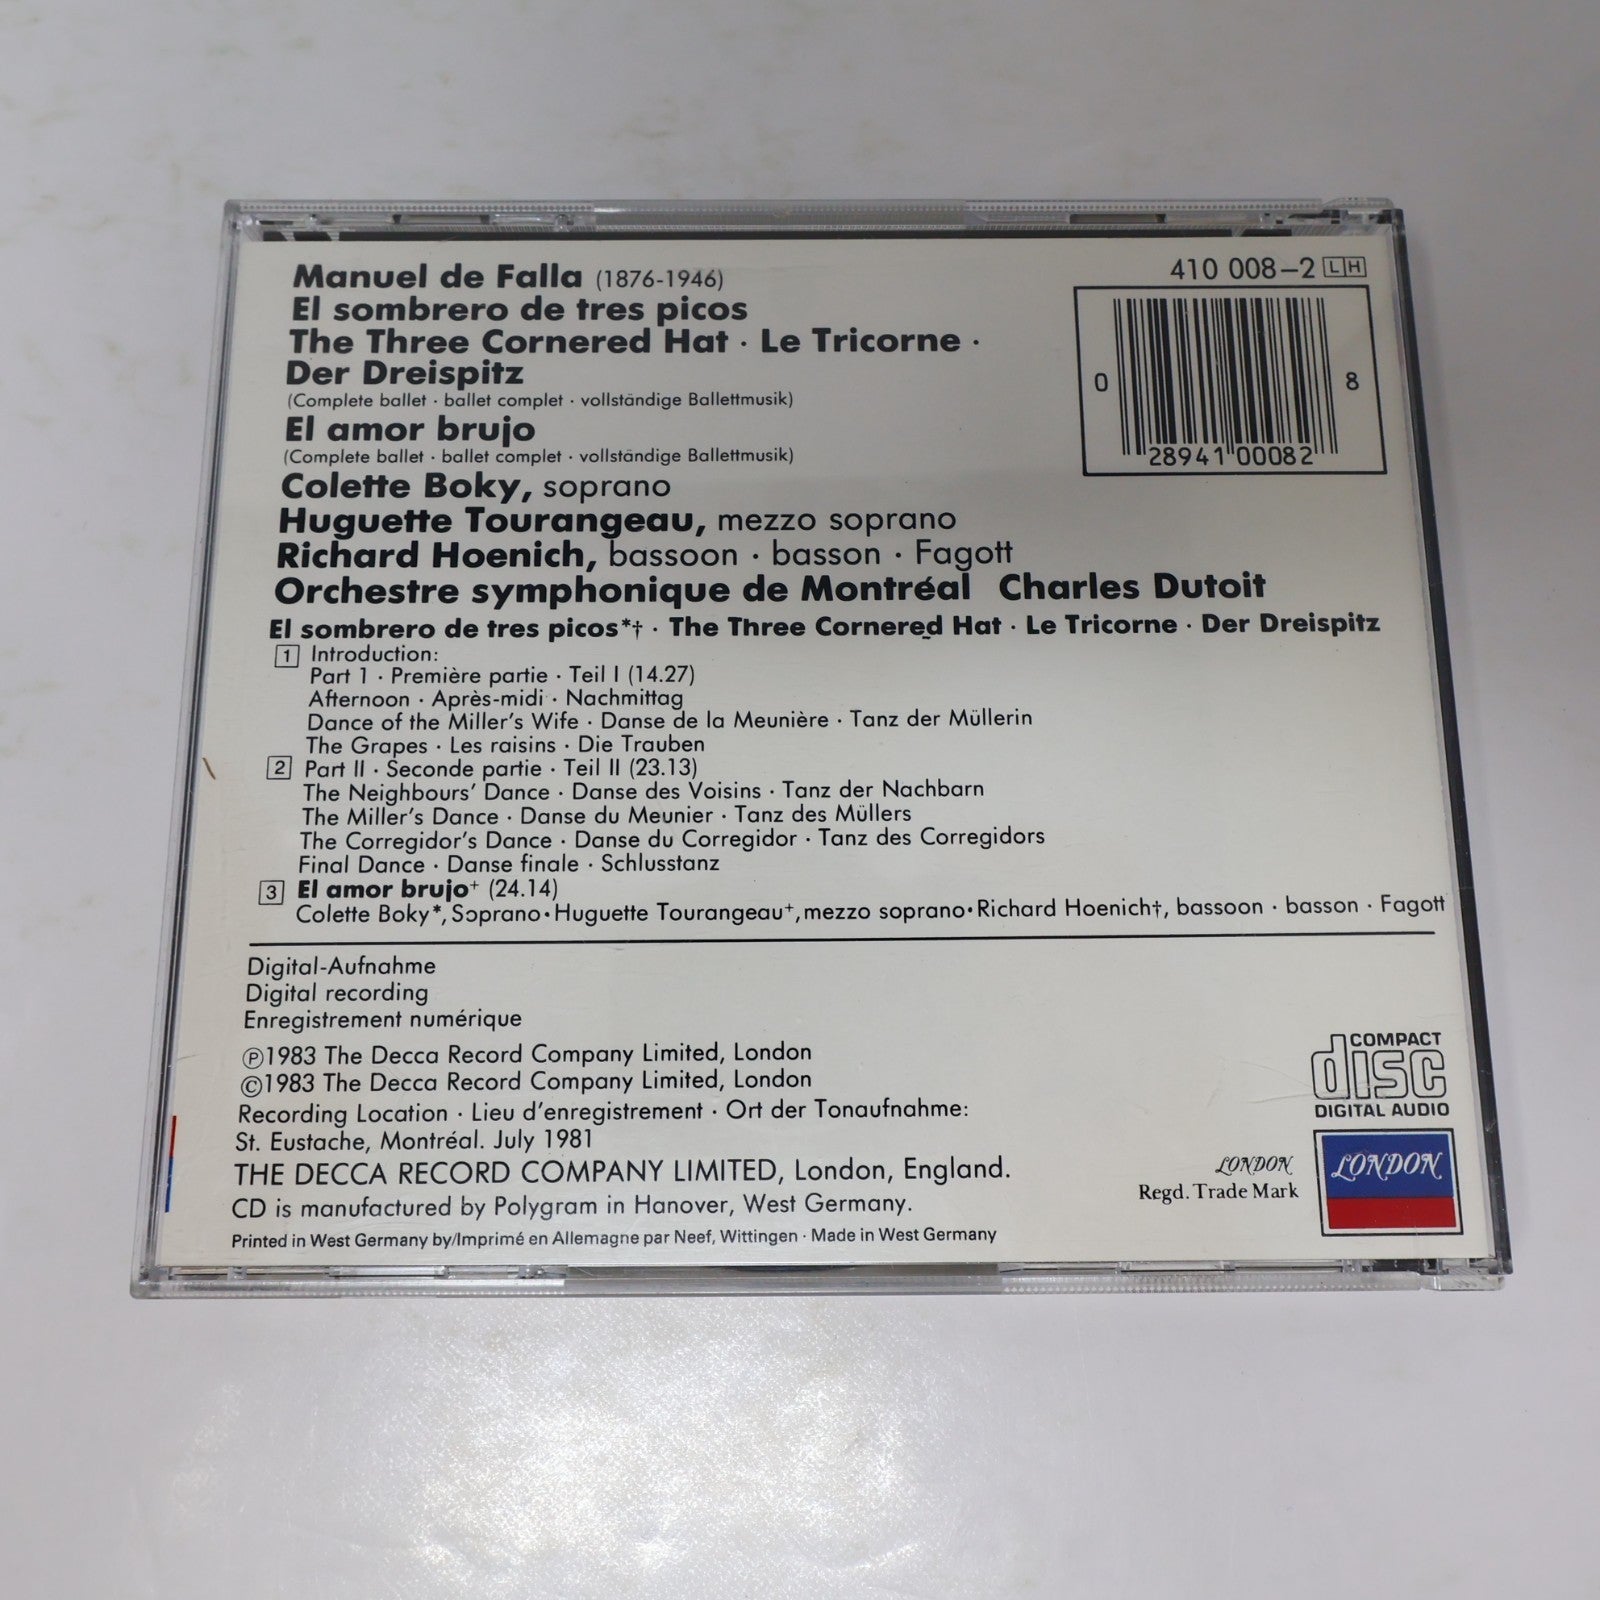 Manuel de Falla (1876-1946)
El sombrero de tres picos
The Three Cornered Hat · Le Tricorne ·
Der Dreispitz
(Complete ballet · ballet complet · vollständige Ballettmusik)
El amor brujo
(Complete ballet · ballet complet · vollständige Ballettmusik)
Colette Boky, soprano
Huguette Tourangeau, mezzo soprano
Richard Hoenich, bassoon · basson · Fagott
Orchestre symphonique de Montréal Charles Dutoit
410 008-2 LH
0 28941 00082 8
El sombrero de tres picos*† · The Three Cornered Hat · Le Tricorne · Der Dreispitz
1 Introduction:
Part 1 · Première partie · Teil I (14.27)
Afternoon · Après-midi · Nachmittag
Dance of the Miller's Wife · Danse de la Meunière · Tanz der Müllerin
The Grapes · Les raisins · Die Trauben
2 Part II · Seconde partie · Teil II (23.13)
The Neighbours' Dance · Danse des Voisins · Tanz der Nachbarn
The Miller's Dance · Danse du Meunier · Tanz des Müllers
The Corregidor's Dance · Danse du Corregidor · Tanz des Corregidors
Final Dance · Danse finale · Schlusstanz
3 El amor brujo+ (24.14)
Colette Boky*, Soprano · Huguette Tourangeau+, mezzo soprano · Richard Hoenich†, bassoon · basson · Fagott
Digital-Aufnahme
Digital recording
Enregistrement numérique
℗1983 The Decca Record Company Limited, London
©1983 The Decca Record Company Limited, London
Recording Location · Lieu d'enregistrement · Ort der Tonaufnahme:
St. Eustache, Montréal. July 1981
THE DECCA RECORD COMPANY LIMITED, London, England.
CD is manufactured by Polygram in Hanover, West Germany.
Printed in West Germany by/Imprimé en Allemagne par Neef, Wittingen · Made in West Germany
COMPACT
disc
DIGITAL AUDIO
LONDON
Regd. Trade Mark
LONDON